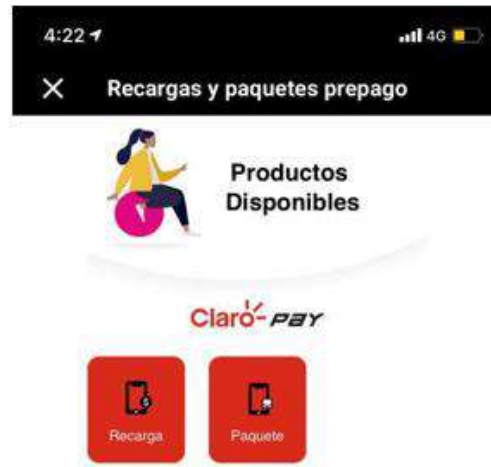 4:22
4G
Recargas y paquetes prepago
Productos
Disponibles
Claro-pay
Recarga
Paquete